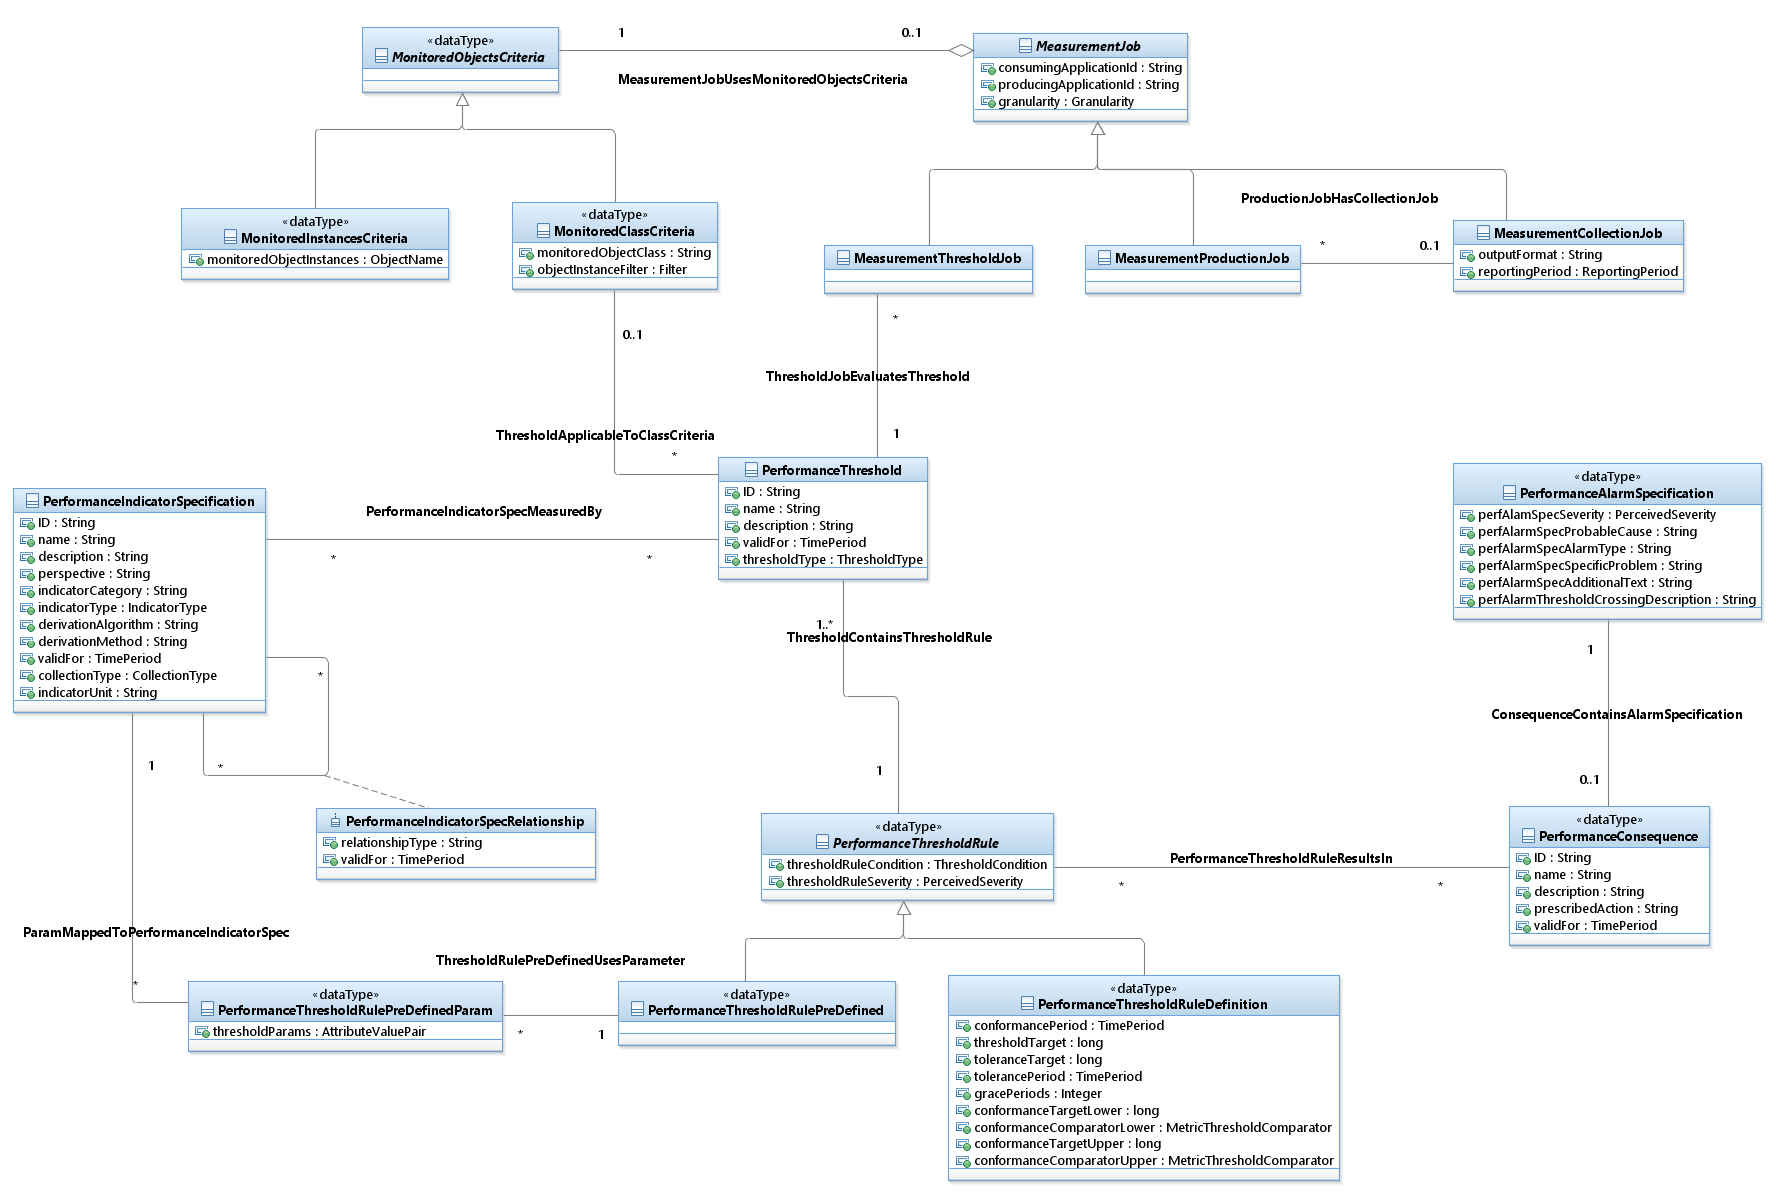 «dataType»
MonitoredObjectsCriteria
1
0..1
MeasurementJobUsesMonitoredObjectsCriteria
MeasurementJob
consumingApplicationId : String
producingApplicationId : String
granularity : Granularity
«dataType»
MonitoredInstancesCriteria
monitoredObjectInstances : ObjectName
«dataType»
MonitoredClassCriteria
monitoredObjectClass : String
objectInstanceFilter : Filter
MeasurementThresholdJob
MeasurementProductionJob
ProductionJobHasCollectionJob
*
0..1
MeasurementCollectionJob
outputFormat : String
reportingPeriod : ReportingPeriod
0..1
*
ThresholdJobEvaluatesThreshold
1
ThresholdApplicableToClassCriteria
*
PerformanceThreshold
ID : String
name : String
description : String
validFor : TimePeriod
thresholdType : ThresholdType
PerformanceIndicatorSpecification
ID : String
name : String
description : String
perspective : String
indicatorCategory : String
indicatorType : IndicatorType
derivationAlgorithm : String
derivationMethod : String
validFor : TimePeriod
collectionType : CollectionType
indicatorUnit : String
PerformanceIndicatorSpecMeasuredBy
*
*
«dataType»
PerformanceAlarmSpecification
perfAlamSpecSeverity : PerceivedSeverity
perfAlarmSpecProbableCause : String
perfAlarmSpecAlarmType : String
perfAlarmSpecSpecificProblem : String
perfAlarmSpecAdditionalText : String
perfAlarmThresholdCrossingDescription : String
1..*
ThresholdContainsThresholdRule
1
1
ConsequenceContainsAlarmSpecification
0..1
*
*
1
PerformanceIndicatorSpecRelationship
relationshipType : String
validFor : TimePeriod
«dataType»
PerformanceThresholdRule
thresholdRuleCondition : ThresholdCondition
thresholdRuleSeverity : PerceivedSeverity
PerformanceThresholdRuleResultsIn
*
*
«dataType»
PerformanceConsequence
ID : String
name : String
description : String
prescribedAction : String
validFor : TimePeriod
ParamMappedToPerformanceIndicatorSpec
*
ThresholdRulePreDefinedUsesParameter
«dataType»
PerformanceThresholdRulePreDefinedParam
thresholdParams : AttributeValuePair
*
1
«dataType»
PerformanceThresholdRulePreDefined
«dataType»
PerformanceThresholdRuleDefinition
conformancePeriod : TimePeriod
thresholdTarget : long
toleranceTarget : long
tolerancePeriod : TimePeriod
gracePeriods : Integer
conformanceTargetLower : long
conformanceComparatorLower : MetricThresholdComparator
conformanceTargetUpper : long
conformanceComparatorUpper : MetricThresholdComparator